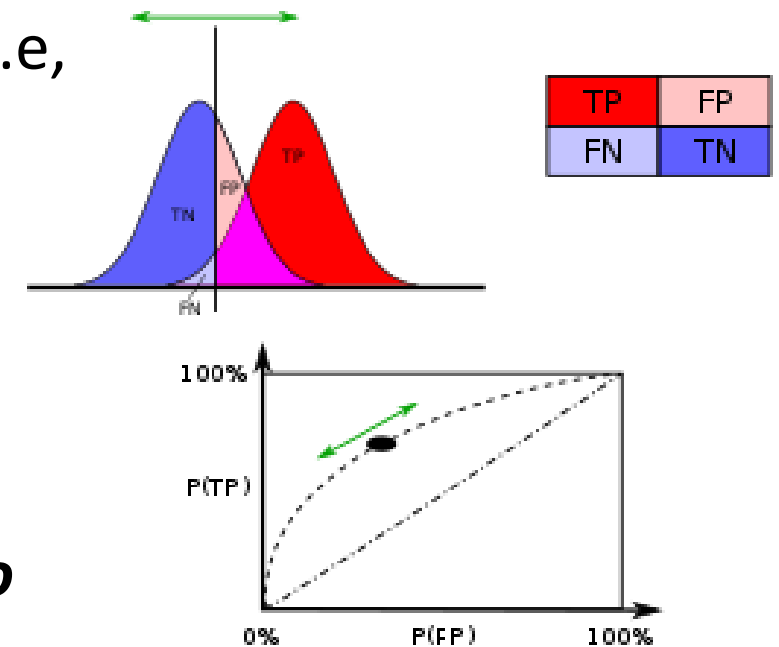 .e,
TP FP
FN TN
TP
FP
TN
FN
100%
P(TP)
0% P(FP) 100%